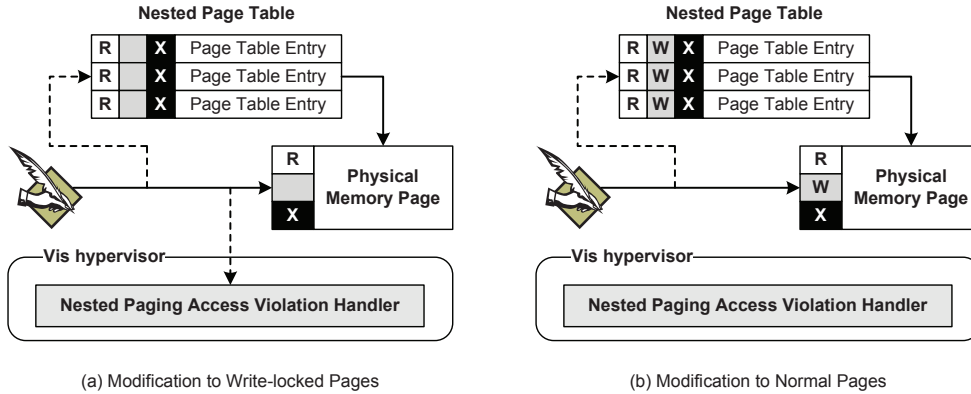 Nested Page Table
R X Page Table Entry
R X Page Table Entry
R X Page Table Entry
R
X
Physical
Memory Page
Vis hypervisor
Nested Paging Access Violation Handler
(a) Modification to Write-locked Pages
Nested Page Table
R W X Page Table Entry
R W X Page Table Entry
R W X Page Table Entry
R
W
X
Physical
Memory Page
Vis hypervisor
Nested Paging Access Violation Handler
(b) Modification to Normal Pages